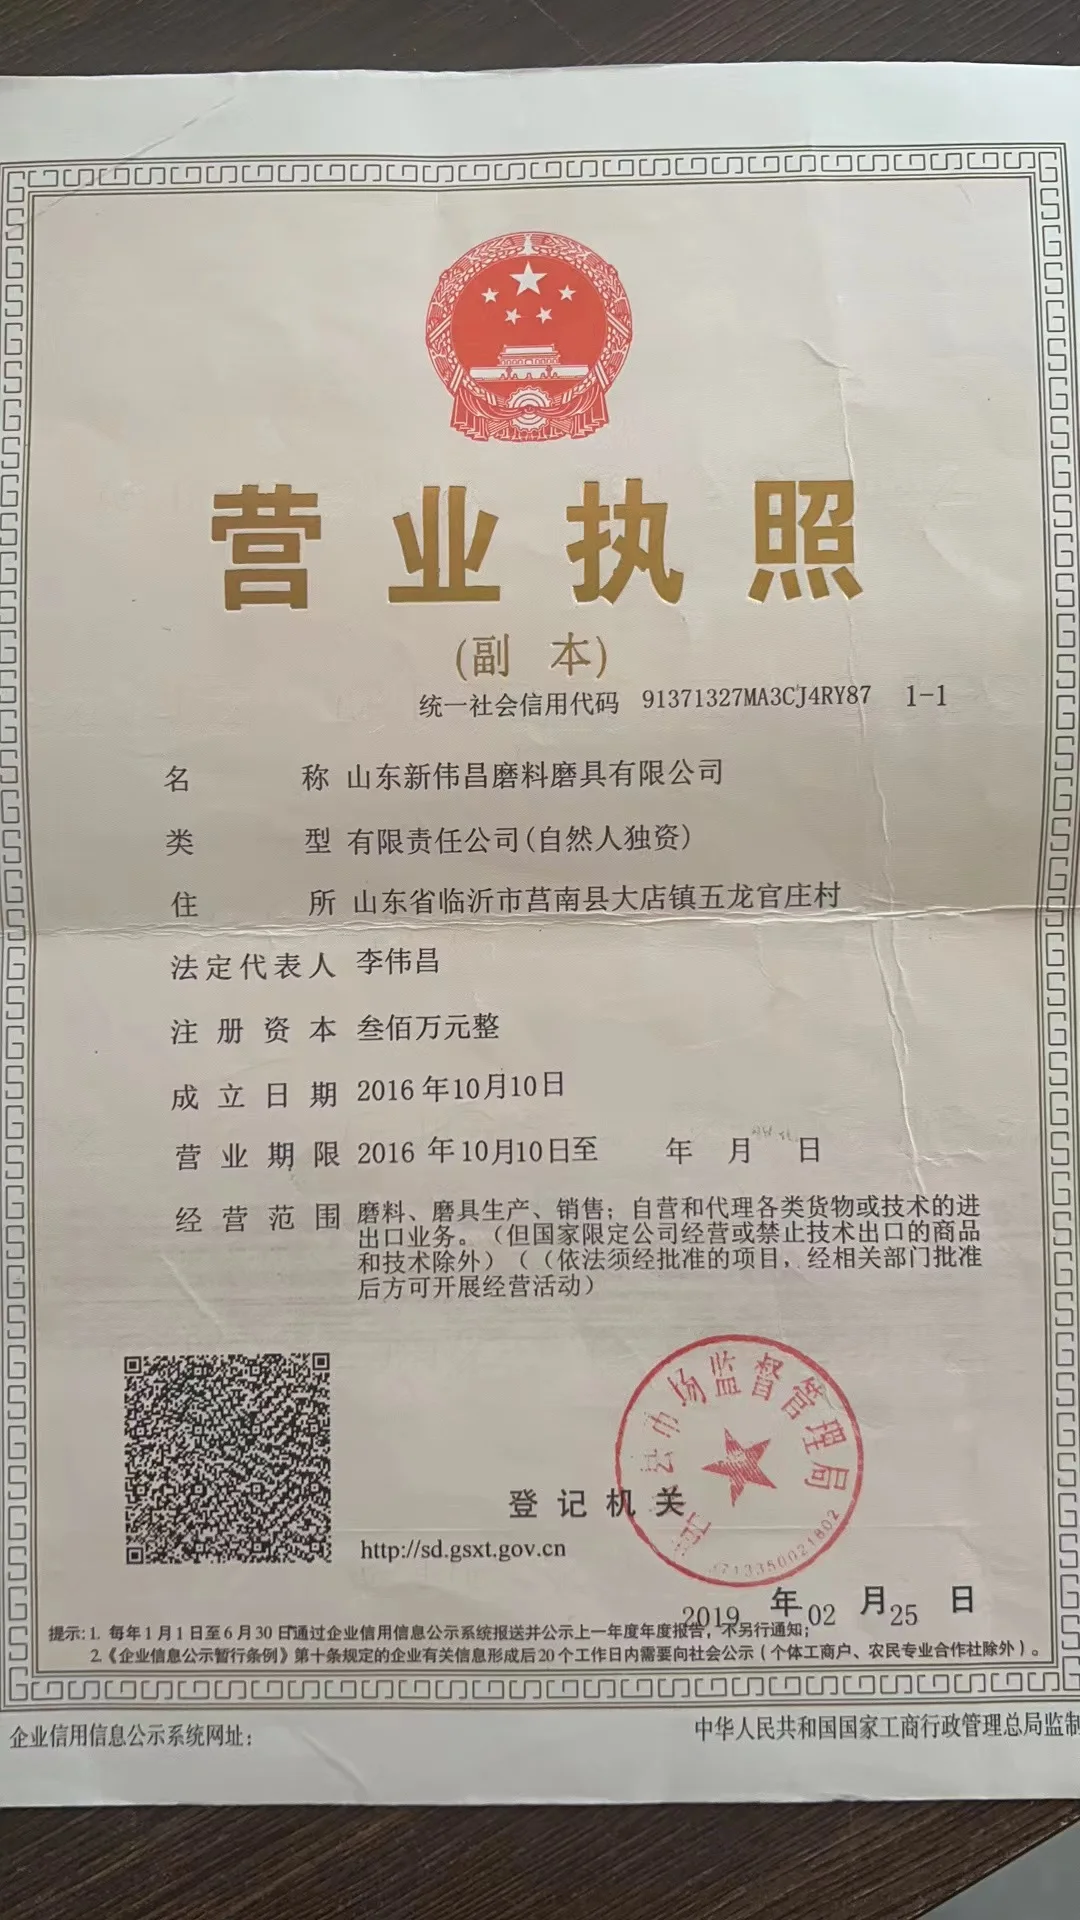 营业执照
(副 本)
统一社会信用代码 91371327MA3CJ4RY87 1-1
名 称 山东新伟昌磨料磨具有限公司
类 型 有限责任公司(自然人独资)
住 所 山东省临沂市莒南县大店镇五龙官庄村
法定代表人 李伟昌
注册资本 叁佰万元整
成立日期 2016 年10月10日
营业期限 2016 年10月10日至 年 月 日
经营范围 磨料、磨具生产、销售；自营和代理各类货物或技术的进
出口业务。（但国家限定公司经营或禁止技术出口的商品
和技术除外）（（依法须经批准的项目，经相关部门批准
后方可开展经营活动）
县市场监督管理局
登记机关
http://sd.gsxt.gov.cn
2019 年 02 月 25 日
提示: 1. 每年1月1日至6月30日通过企业信用信息公示系统报送并公示上一年度年度报告，不另行通知；
2.《企业信息公示暂行条例》第十条规定的企业有关信息形成后20个工作日内需要向社会公示（个体工商户、农民专业合作社除外）。
企业信用信息公示系统网址：
中华人民共和国国家工商行政管理总局监制